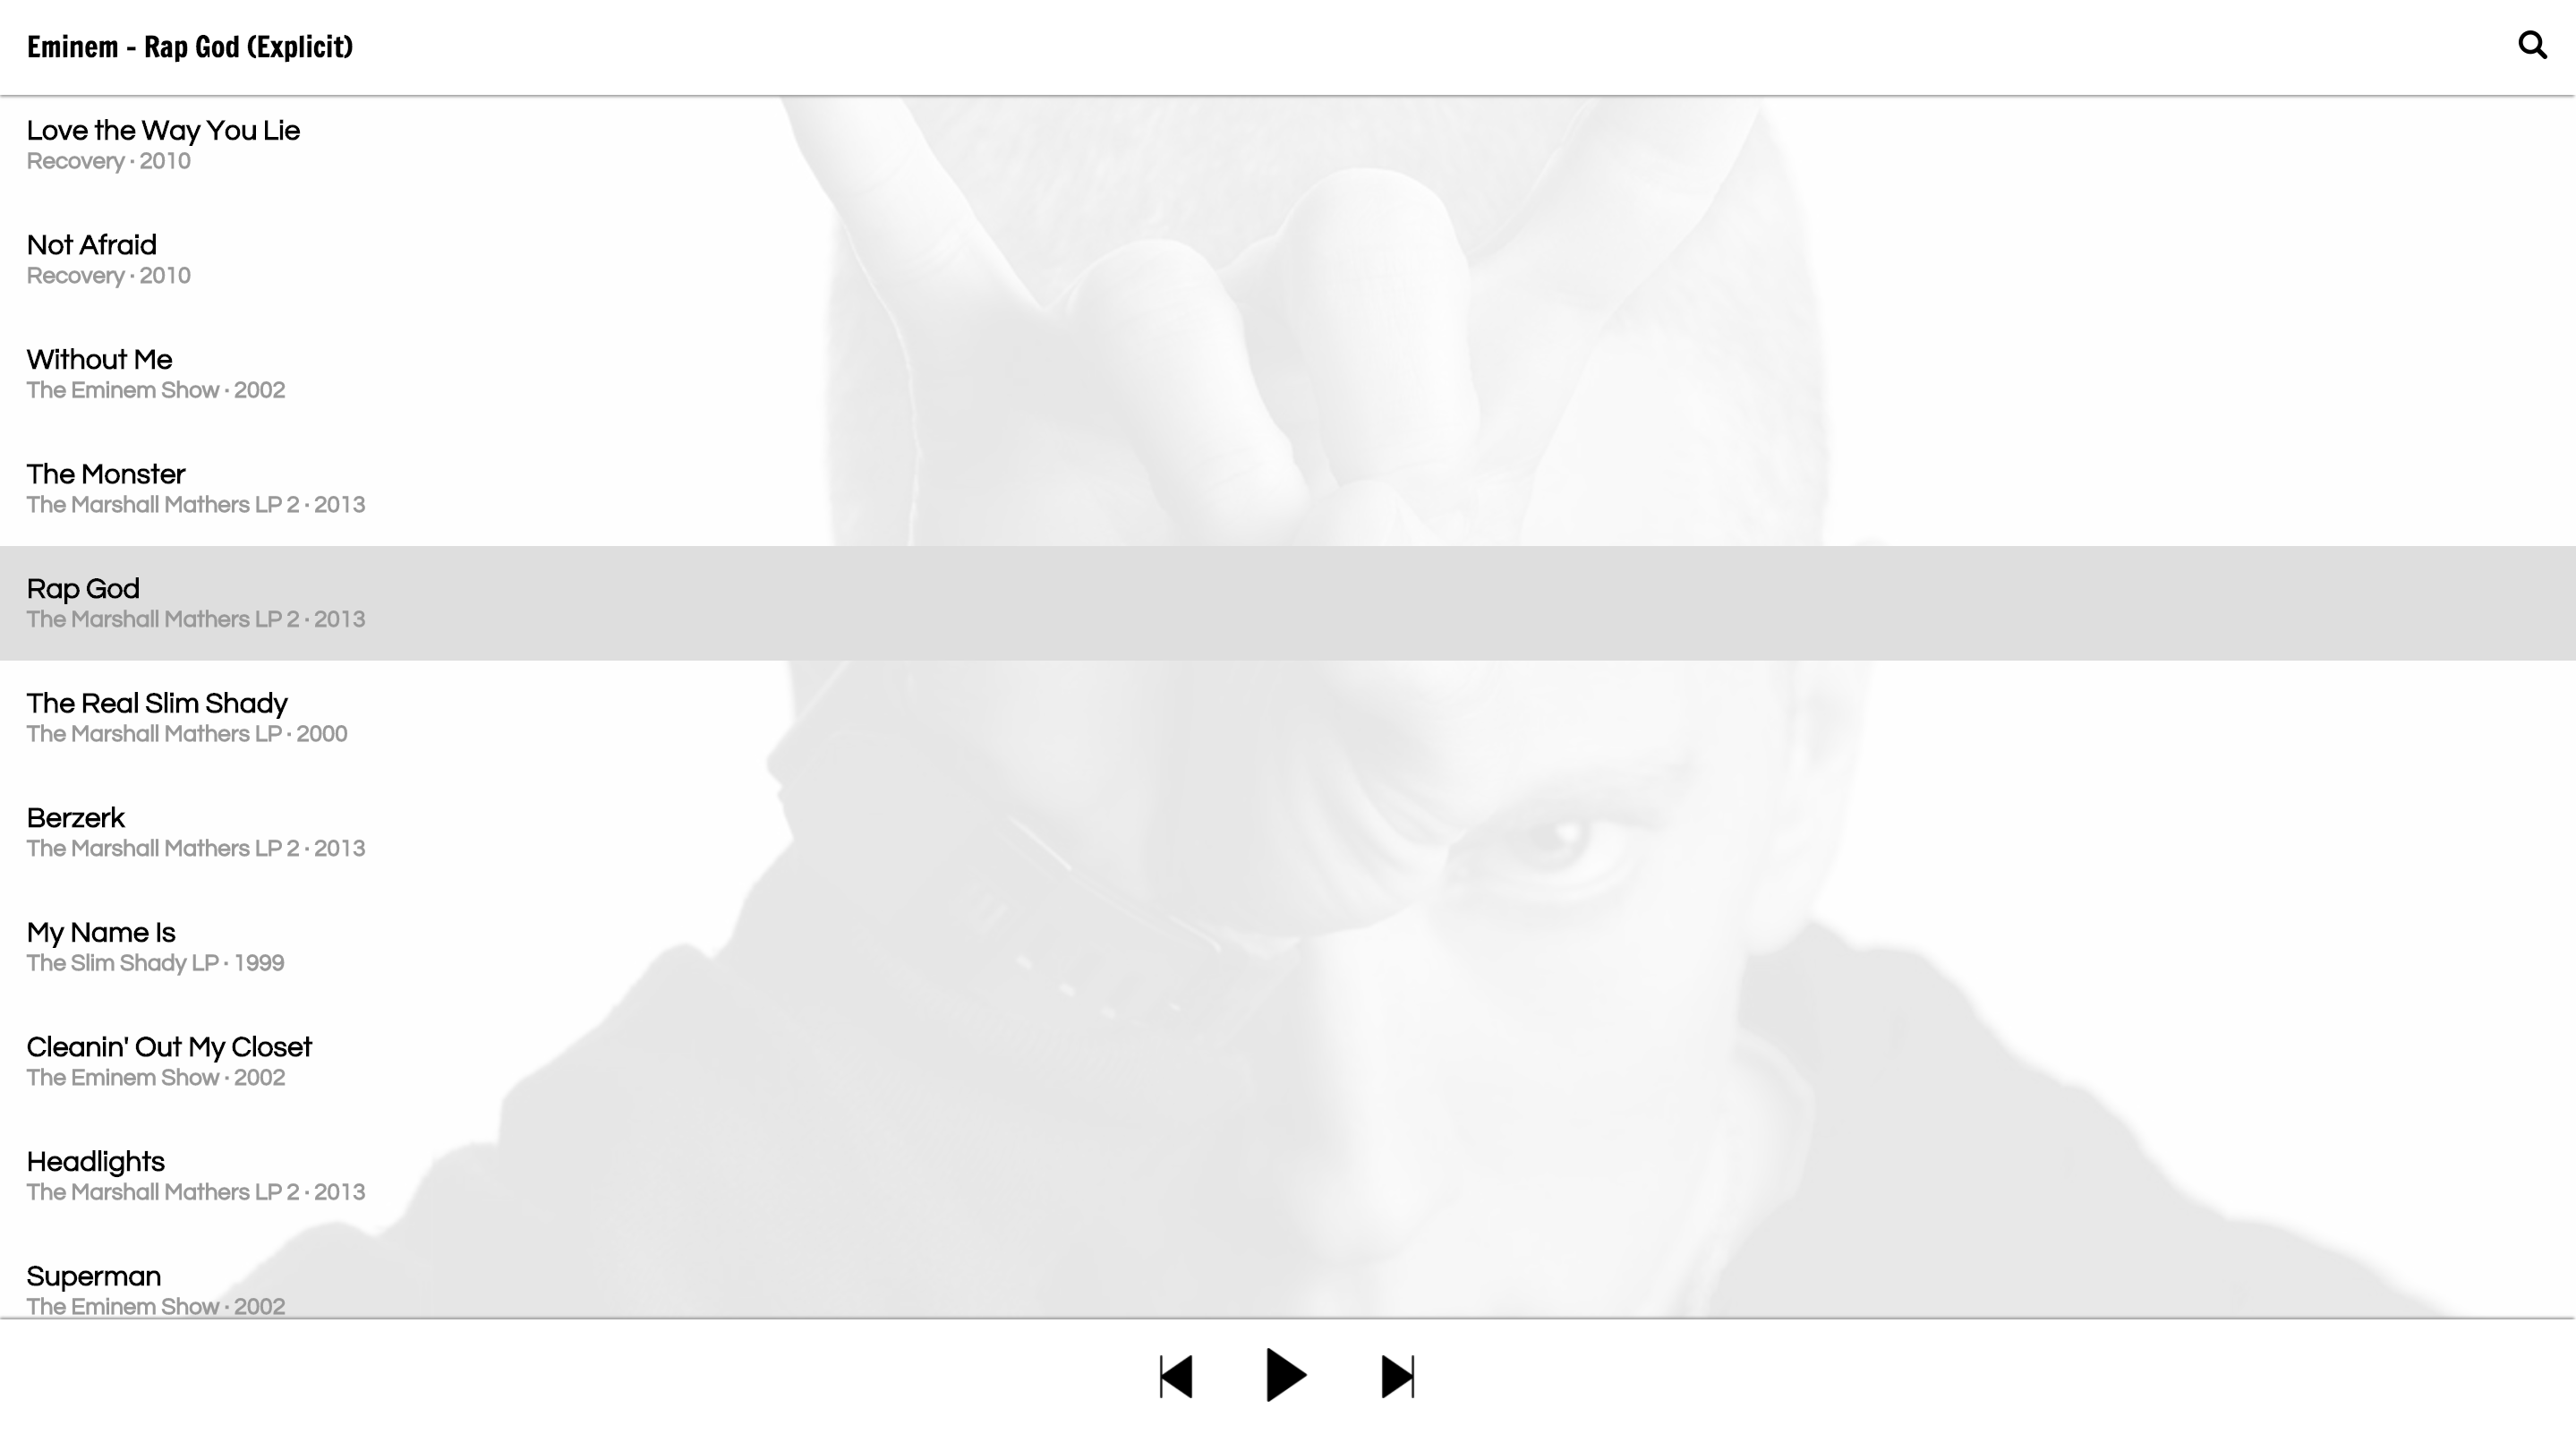 Eminem - Rap God (Explicit)
Love the Way You Lie
Recovery · 2010
Not Afraid
Recovery · 2010
Without Me
The Eminem Show · 2002
The Monster
The Marshall Mathers LP 2 · 2013
Rap God
The Marshall Mathers LP 2 · 2013
The Real Slim Shady
The Marshall Mathers LP · 2000
Berzerk
The Marshall Mathers LP 2 · 2013
My Name Is
The Slim Shady LP · 1999
Cleanin' Out My Closet
The Eminem Show · 2002
Headlights
The Marshall Mathers LP 2 · 2013
Superman
The Eminem Show · 2002